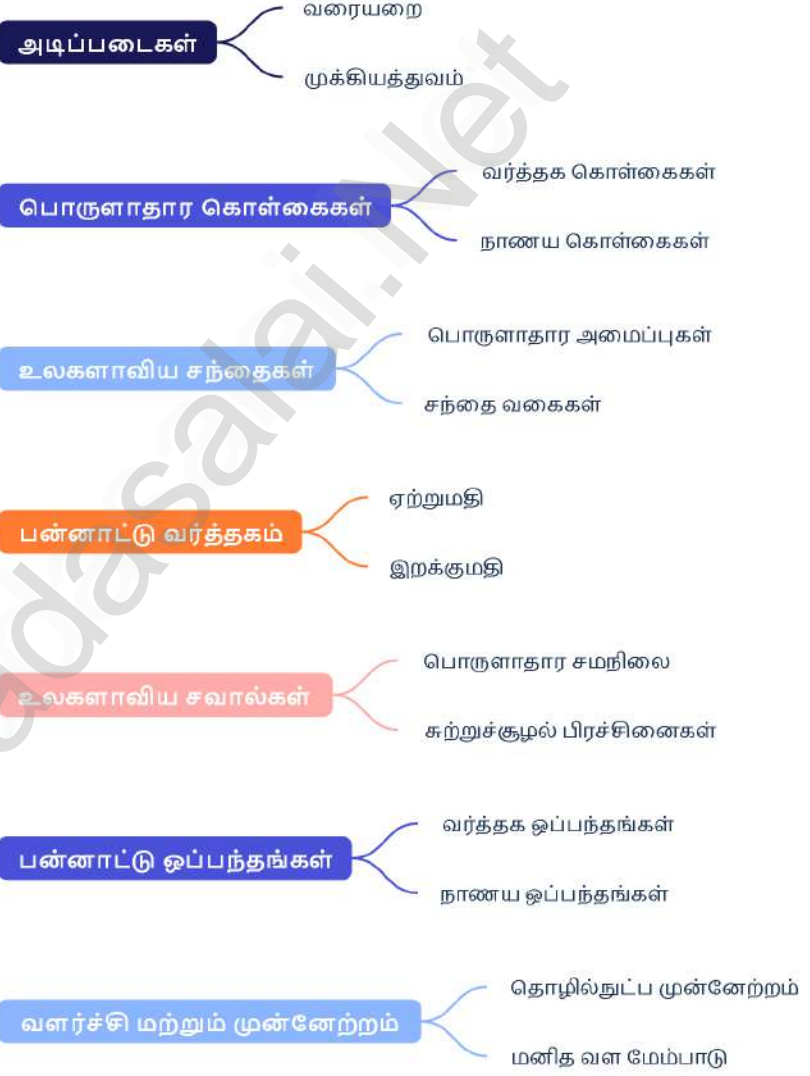 வரையறை
அடிப்படைகள்
முக்கியத்துவம்
வர்த்தக கொள்கைகள்
பொருளாதார கொள்கைகள்
நாணய கொள்கைகள்
பொருளாதார அமைப்புகள்
உலகளாவிய சந்தைகள்
சந்தை வகைகள்
ஏற்றுமதி
பன்னாட்டு வர்த்தகம்
இறக்குமதி
பொருளாதார சமநிலை
உலகளாவிய சவால்கள்
சுற்றுச்சூழல் பிரச்சினைகள்
வர்த்தக ஒப்பந்தங்கள்
பன்னாட்டு ஒப்பந்தங்கள்
நாணய ஒப்பந்தங்கள்
தொழில்நுட்ப முன்னேற்றம்
வளர்ச்சி மற்றும் முன்னேற்றம்
மனித வள மேம்பாடு
adasalai.Net